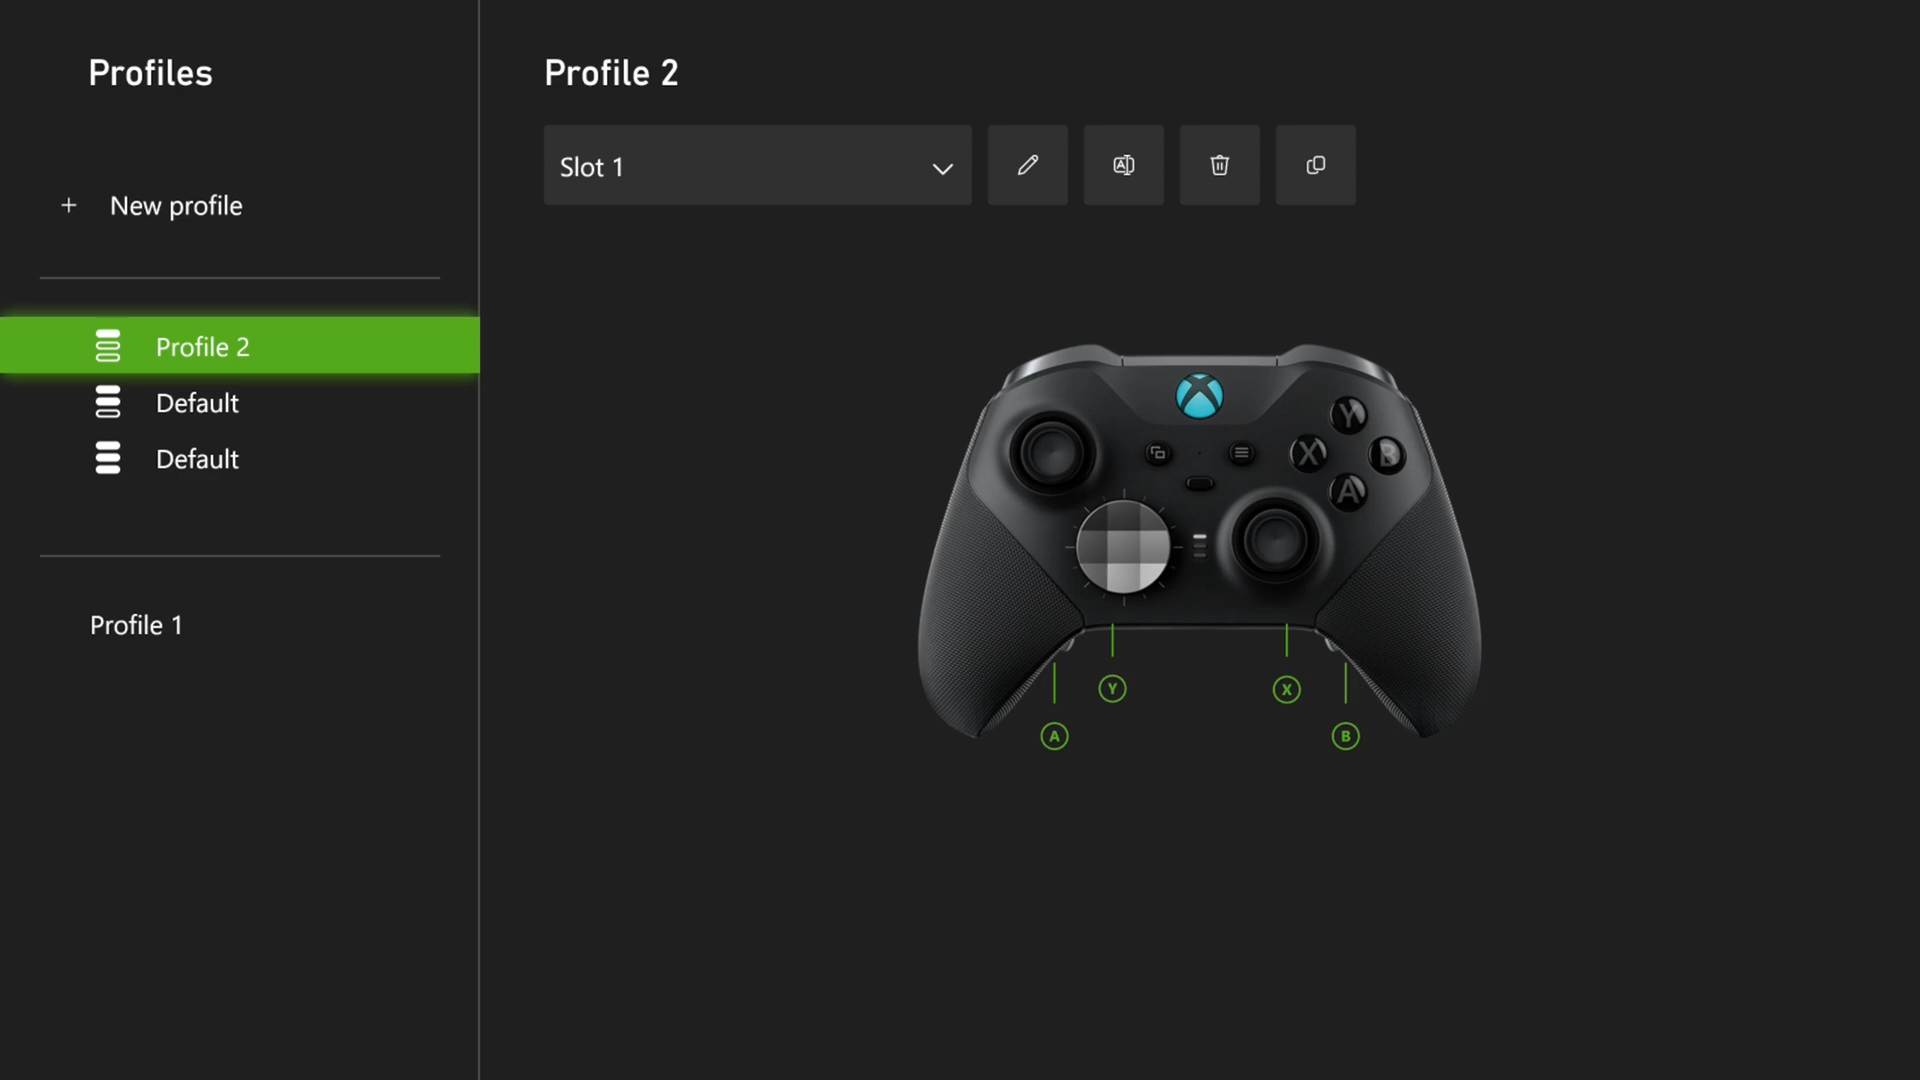 Profiles
+ New profile
Profile 2
Default
Default
Profile 1
Profile 2
Slot 1
A
Y
X
B
A
Y
X
A
B